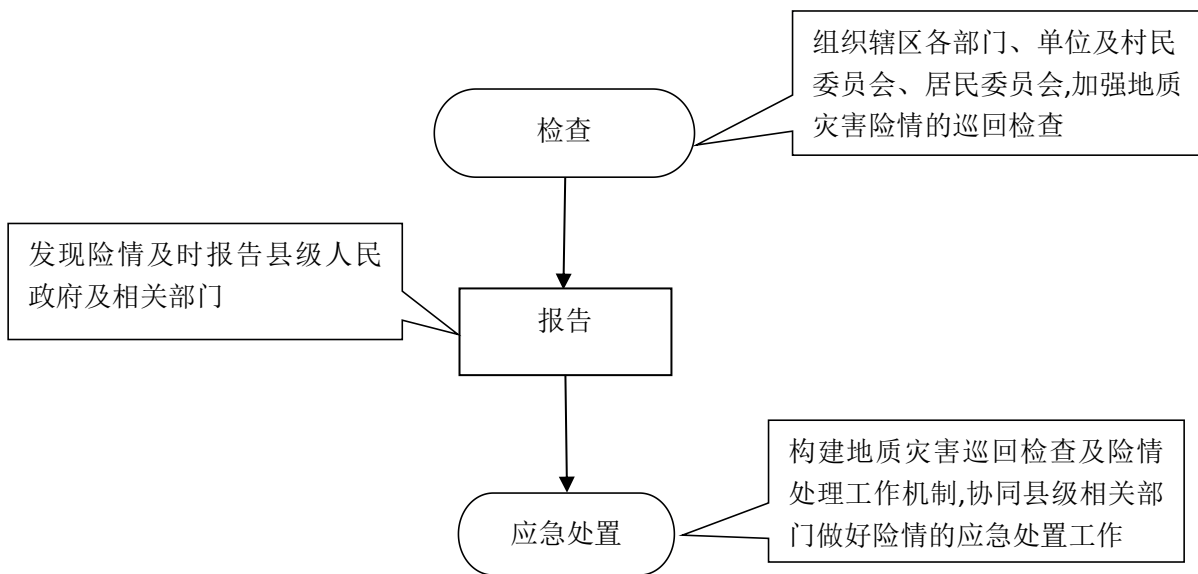 组织辖区各部门、单位及村民
委员会、居民委员会,加强地质
灾害险情的巡回检查
检查
发现险情及时报告县级人民
政府及相关部门
报告
构建地质灾害巡回检查及险情
处理工作机制,协同县级相关部
门做好险情的应急处置工作
应急处置